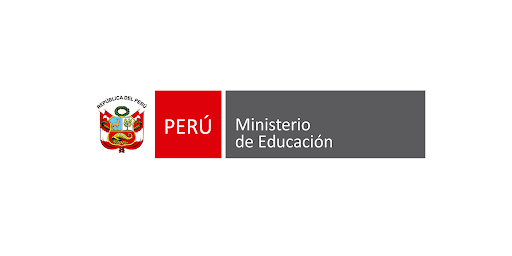 REPÚBLICA DEL PERÚ
PERÚ
Ministerio
de Educación